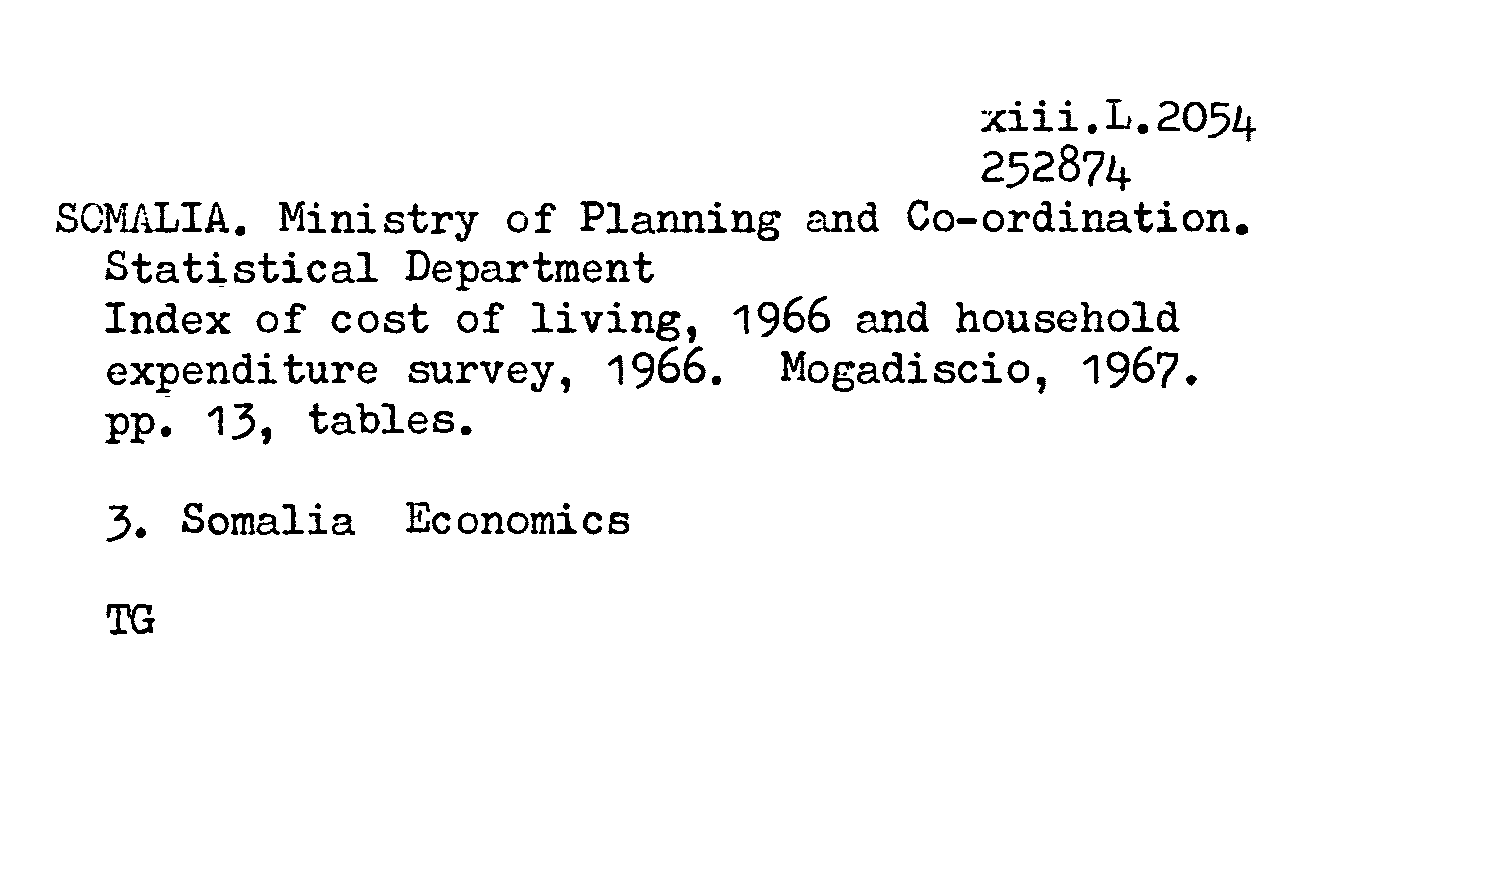 xiii.L.2054
252874
SOMALIA. Ministry of Planning and Co-ordination.
Statistical Department
Index of cost of living, 1966 and household
expenditure survey, 1966. Mogadiscio, 1967.
pp. 13, tables.
3. Somalia Economics
TG